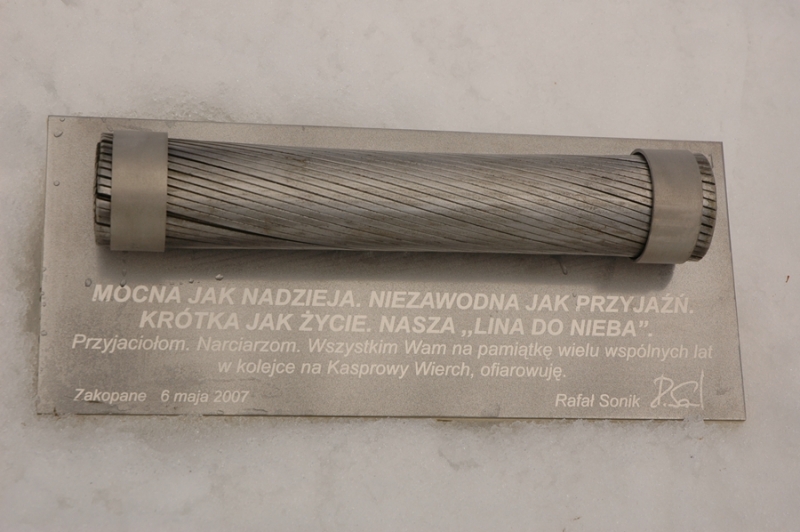 MOCNA JAK NADZIEJA. NIEZAWODNA JAK PRZYJAŹŃ.
KRÓTKA JAK ŻYCIE. NASZA ,,LINA DO NIEBA”.
Przyjaciołom. Narciarzom. Wszystkim Wam na pamiątkę wielu wspólnych lat
w kolejce na Kasprowy Wierch, ofiarowuję.
Zakopane 6 maja 2007 Rafał Sonik